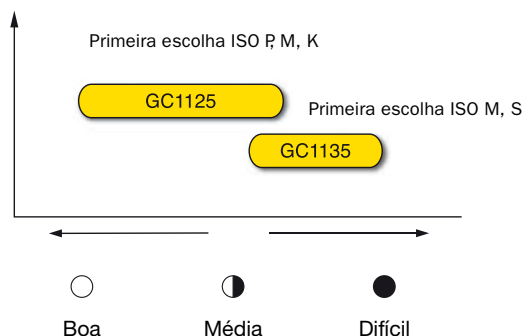 Primeira escolha ISO P, M, K
GC1125
Primeira escolha ISO M, S
GC1135
Boa
Média
Difícil